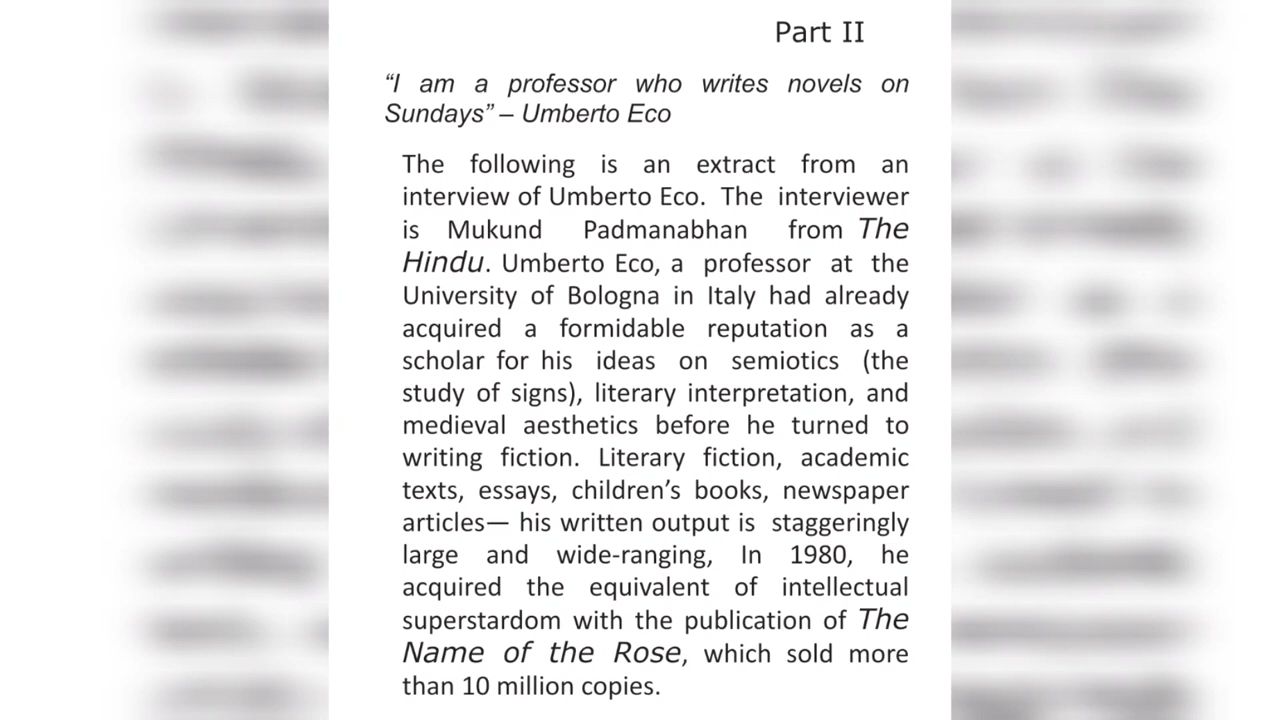 Part II
“I am a professor who writes novels on
Sundays” – Umberto Eco
The following is an extract from an
interview of Umberto Eco. The interviewer
is Mukund Padmanabhan from The
Hindu. Umberto Eco, a professor at the
University of Bologna in Italy had already
acquired a formidable reputation as a
scholar for his ideas on semiotics (the
study of signs), literary interpretation, and
medieval aesthetics before he turned to
writing fiction. Literary fiction, academic
texts, essays, children’s books, newspaper
articles— his written output is staggeringly
large and wide-ranging, In 1980, he
acquired the equivalent of intellectual
superstardom with the publication of The
Name of the Rose, which sold more
than 10 million copies.